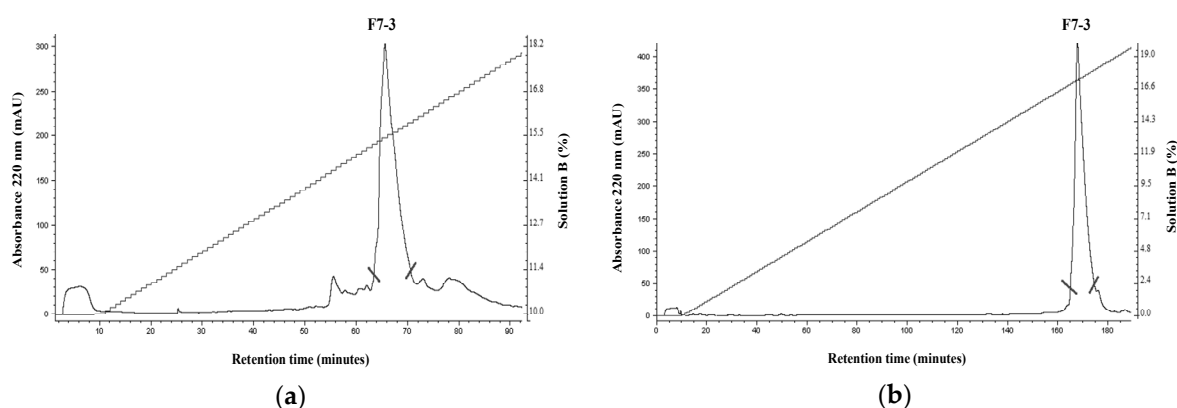 F7-3
Absorbance 220 nm (mAU)
300
250
200
150
100
50
0
18.2
16.8
15.5
14.1
12.7
11.4
10.0
Solution B (%)
10 20 30 40 50 60 70 80 90
Retention time (minutes)
(a)
F7-3
Absorbance 220 nm (mAU)
400
350
300
250
200
150
100
50
0
19.0
16.7
14.3
11.9
9.5
7.1
4.8
2.4
0.0
Solution B (%)
0 20 40 60 80 100 120 140 160 180
Retention time (minutes)
(b)